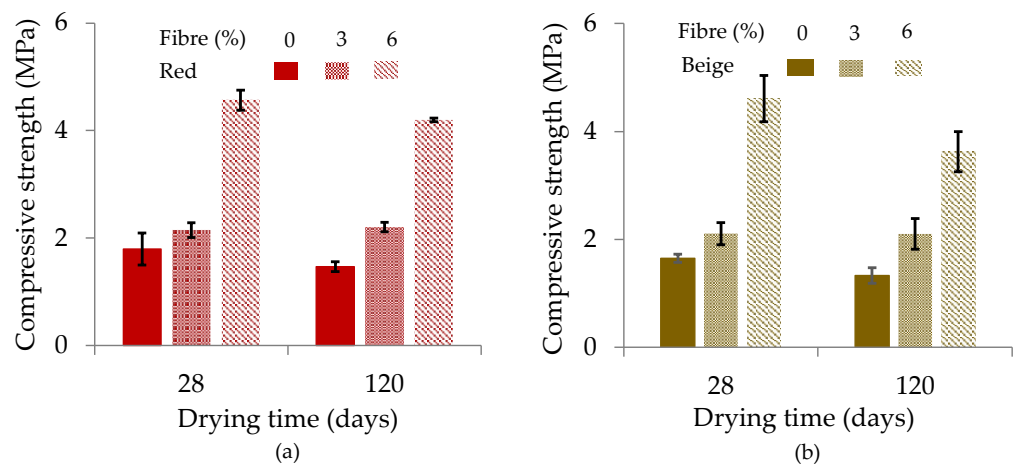 Compressive strength (MPa)
6
4
2
0
Fibre (%) 0 3 6
Red
28 120
Drying time (days)
(a)
Compressive strength (MPa)
6
4
2
0
Fibre (%) 0 3 6
Beige
28 120
Drying time (days)
(b)